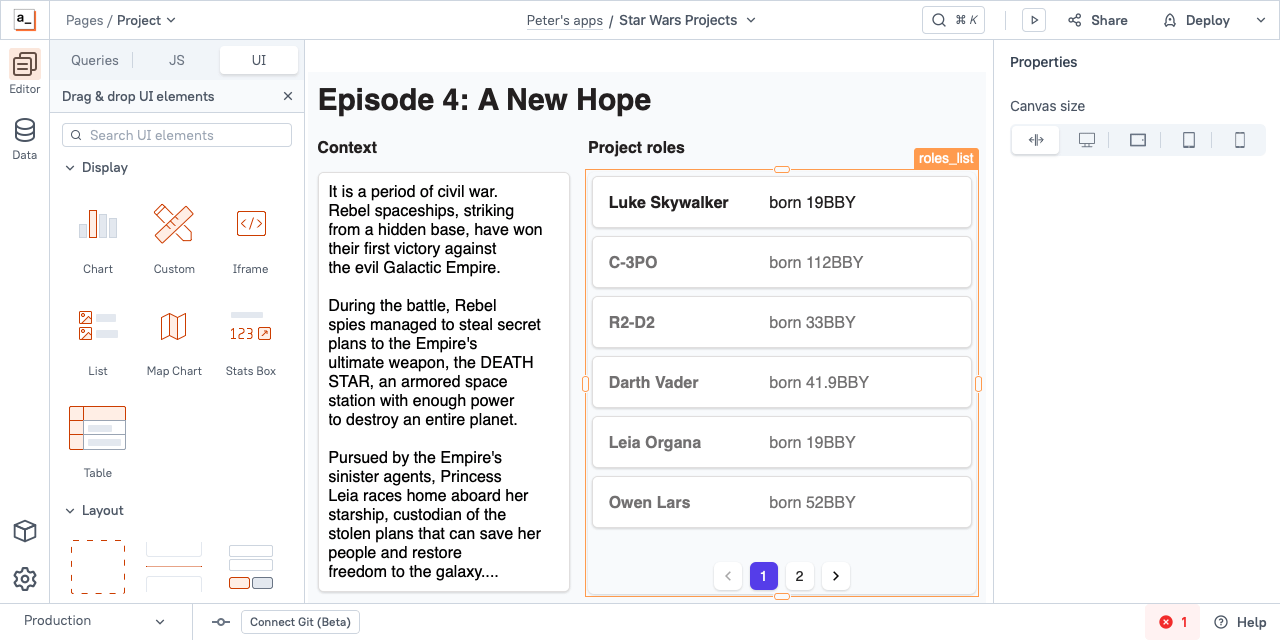 a_
Pages / Project
Peter's apps / Star Wars Projects
⌘ K
Share
Deploy
Editor
Data
Queries
JS
UI
Drag & drop UI elements
Search UI elements
Display
Chart
Custom
Iframe
List
Map Chart
123
Stats Box
Table
Layout
Episode 4: A New Hope
Context
It is a period of civil war.
Rebel spaceships, striking
from a hidden base, have won
their first victory against
the evil Galactic Empire.
During the battle, Rebel
spies managed to steal secret
plans to the Empire's
ultimate weapon, the DEATH
STAR, an armored space
station with enough power
to destroy an entire planet.
Pursued by the Empire's
sinister agents, Princess
Leia races home aboard her
starship, custodian of the
stolen plans that can save her
people and restore
freedom to the galaxy....
Project roles
roles_list
Luke Skywalker born 19BBY
C-3PO born 112BBY
R2-D2 born 33BBY
Darth Vader born 41.9BBY
Leia Organa born 19BBY
Owen Lars born 52BBY
1 2
Properties
Canvas size
Production
Connect Git (Beta)
1
Help